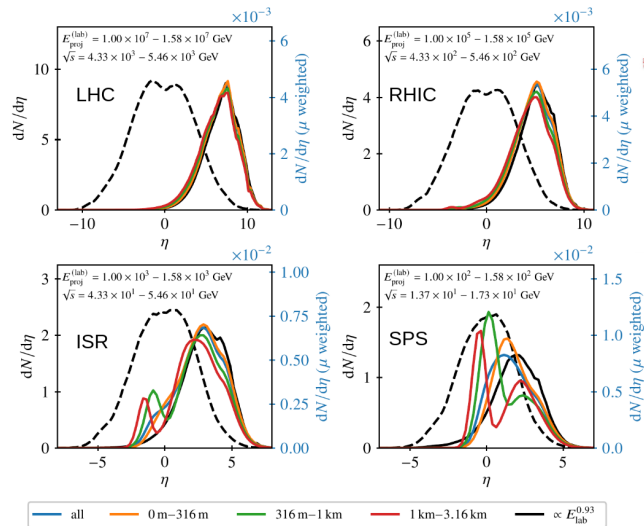 ×10⁻³
×10⁻³
E_proj^(lab) = 1.00 × 10⁷ − 1.58 × 10⁷ GeV
√s = 4.33 × 10³ − 5.46 × 10³ GeV
LHC
dN/dη
10
5
0
−10
0
10
η
6
4
2
0
dN/dη (μ weighted)
E_proj^(lab) = 1.00 × 10⁵ − 1.58 × 10⁵ GeV
√s = 4.33 × 10² − 5.46 × 10² GeV
RHIC
dN/dη
6
4
2
0
−10
0
10
η
6
4
2
0
dN/dη (μ weighted)
×10⁻²
×10⁻²
E_proj^(lab) = 1.00 × 10³ − 1.58 × 10³ GeV
√s = 4.33 × 10¹ − 5.46 × 10¹ GeV
ISR
dN/dη
3
2
1
0
−5
0
5
η
1.00
0.75
0.50
0.25
0.00
dN/dη (μ weighted)
E_proj^(lab) = 1.00 × 10² − 1.58 × 10² GeV
√s = 1.37 × 10¹ − 1.73 × 10¹ GeV
SPS
dN/dη
2
1
0
−5
0
5
η
1.5
1.0
0.5
0.0
dN/dη (μ weighted)
all
0 m−316 m
316 m−1 km
1 km−3.16 km
∝ E_lab^0.93